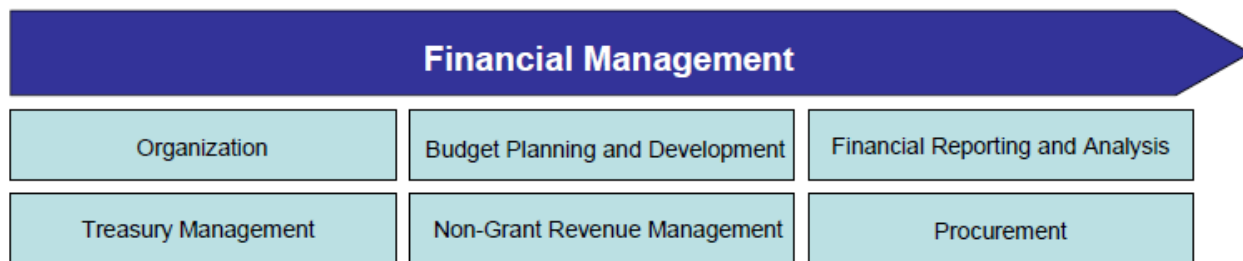 Financial Management
Organization
Budget Planning and Development
Financial Reporting and Analysis
Treasury Management
Non-Grant Revenue Management
Procurement